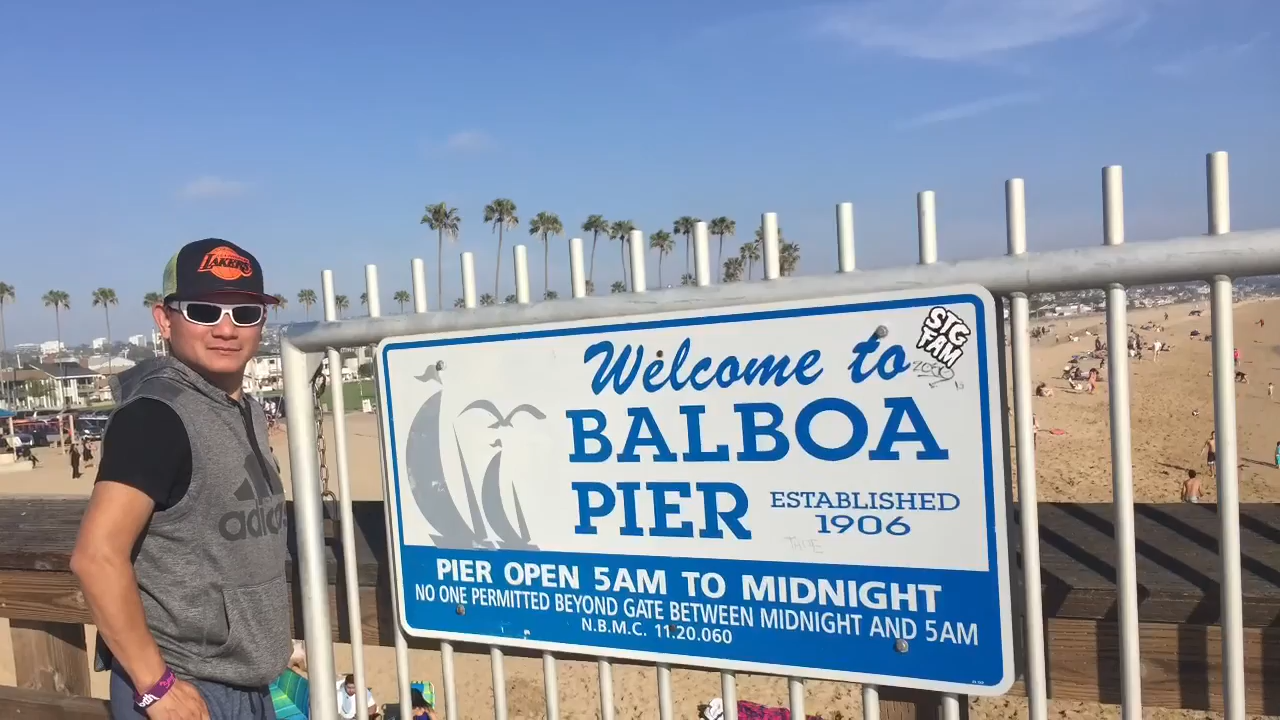 LAKERS
adidas
STG
FAM
Welcome to
BALBOA
PIER
ESTABLISHED
1906
PIER OPEN 5AM TO MIDNIGHT
NO ONE PERMITTED BEYOND GATE BETWEEN MIDNIGHT AND 5AM
N.B.M.C. 11.20.060